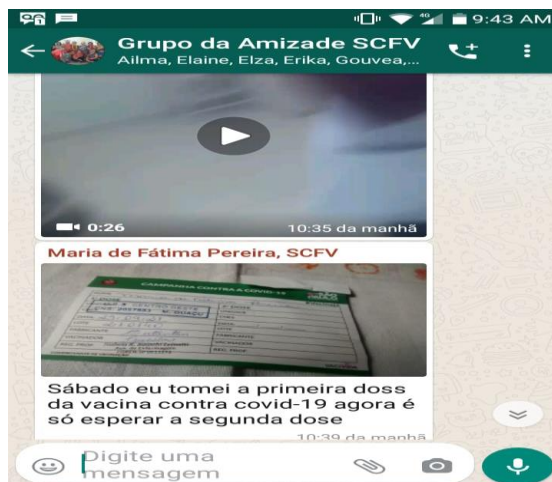 4G 9:43 AM
Grupo da Amizade SCFV
Ailma, Elaine, Elza, Erika, Gouvea,...
0:26 10:35 da manhã
Maria de Fátima Pereira, SCFV
CAMPANHA CONTRA A COVID-19
Sábado eu tomei a primeira doss
da vacina contra covid-19 agora é
só esperar a segunda dose
10:39 da manhã
Digite uma
mensagem